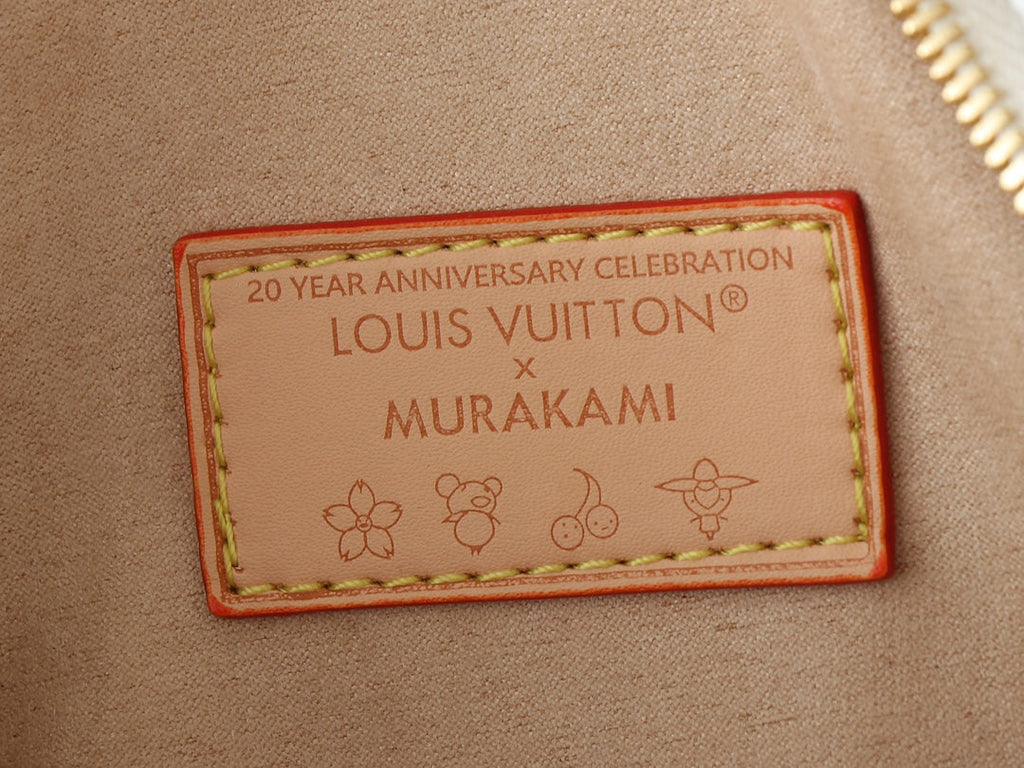 20 YEAR ANNIVERSARY CELEBRATION
LOUIS VUITTON®
x
MURAKAMI